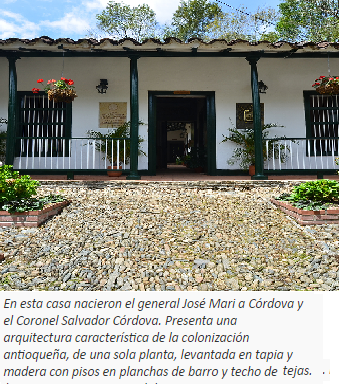 En esta casa nacieron el general José Mari a Córdova y
el Coronel Salvador Córdova. Presenta una
arquitectura característica de la colonización
antioqueña, de una sola planta, levantada en tapia y
madera con pisos en planchas de barro y techo de tejas.